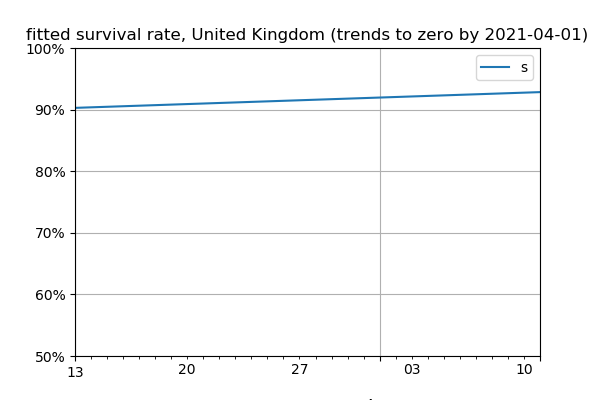 fitted survival rate, United Kingdom (trends to zero by 2021-04-01)
100%
s
90%
80%
70%
60%
50%
13 20 27 03 10